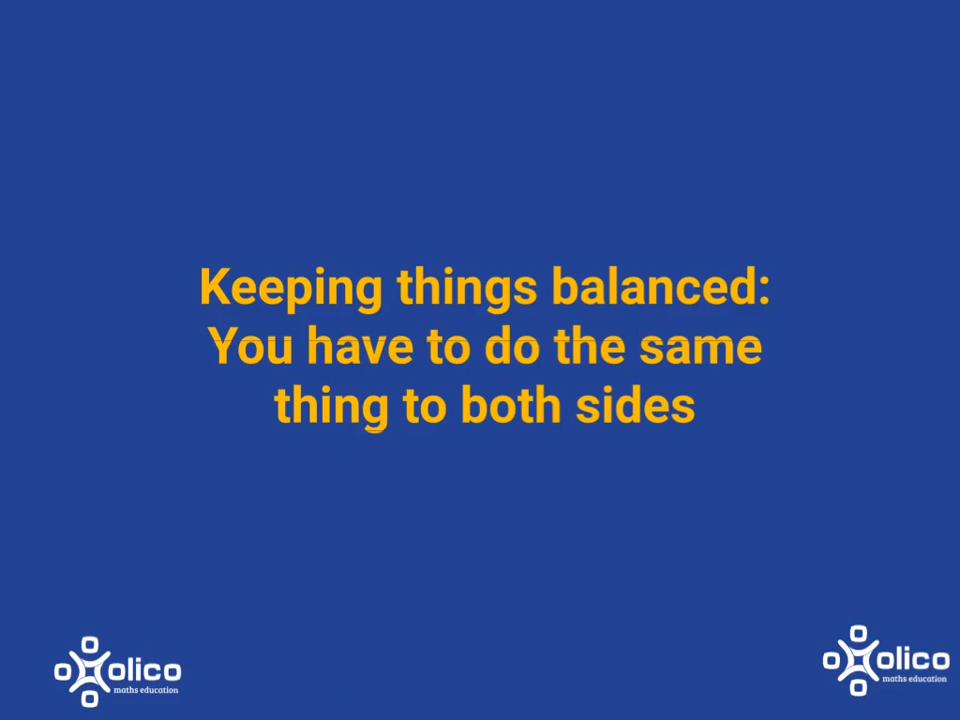 Keeping things balanced:
You have to do the same
thing to both sides
olico
maths education
olico
maths education